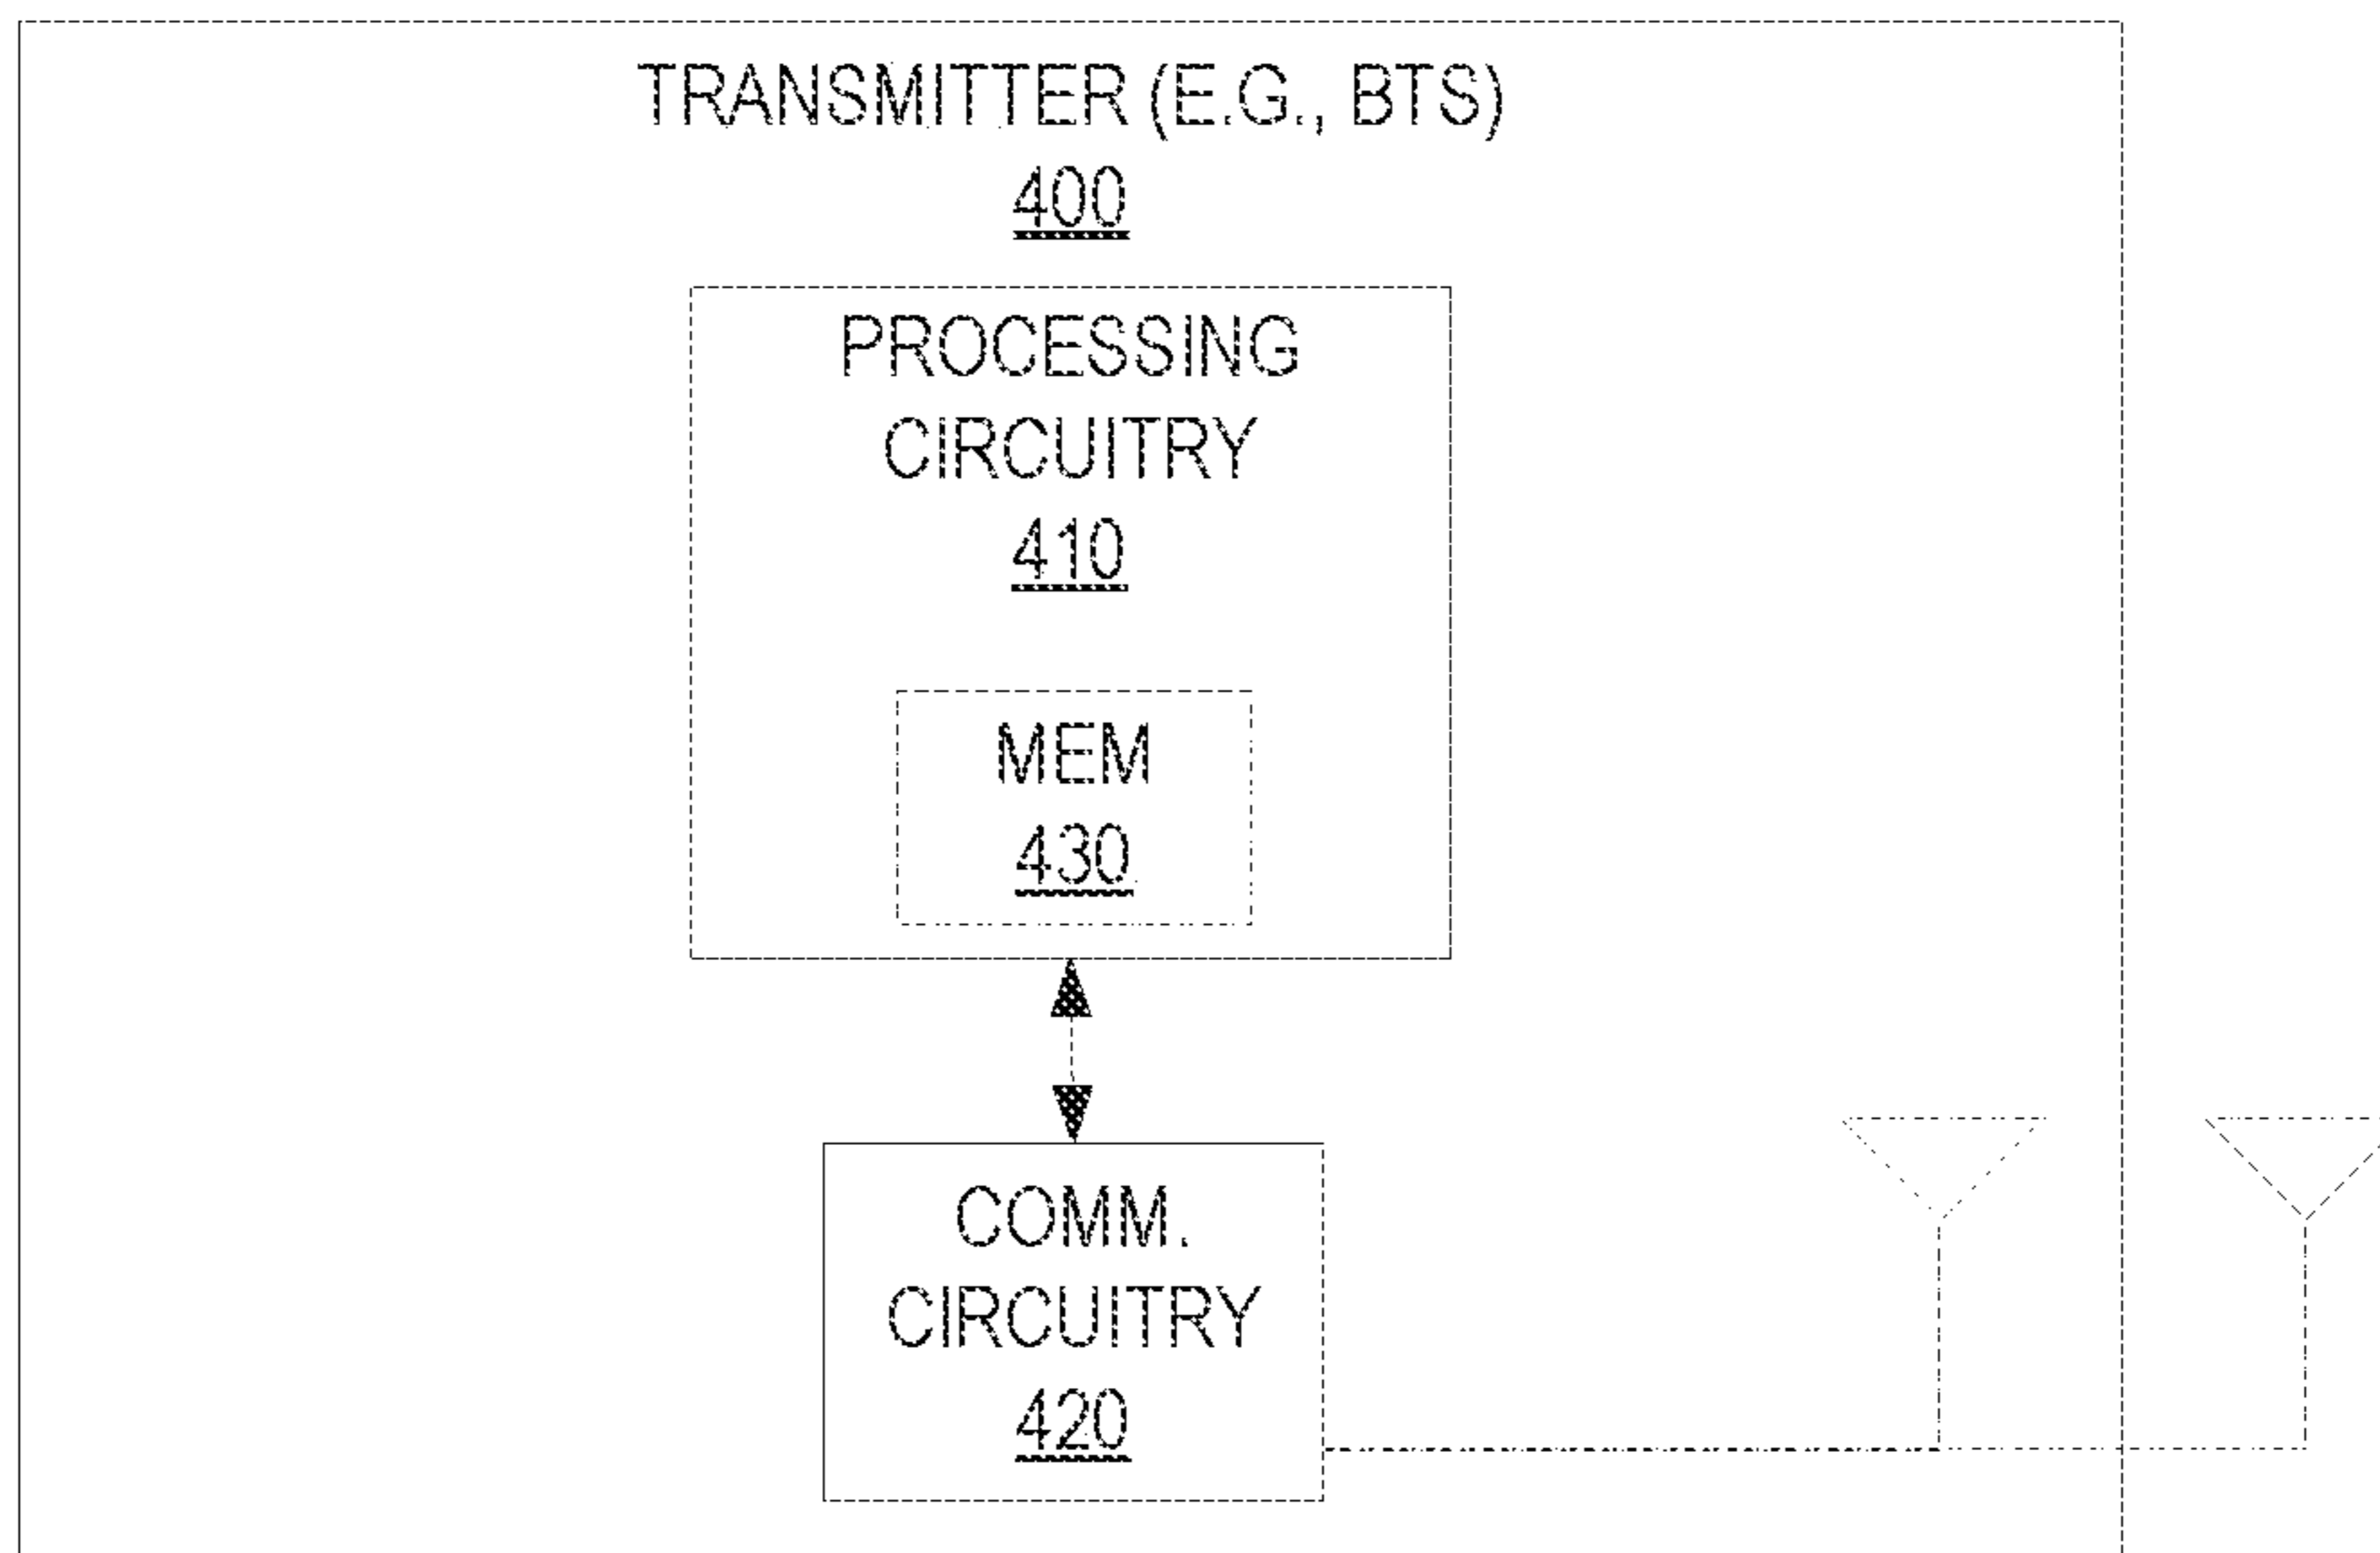 TRANSMITTER (E.G., BTS)
400
PROCESSING
CIRCUITRY
410
MEM
430
COMM.
CIRCUITRY
420